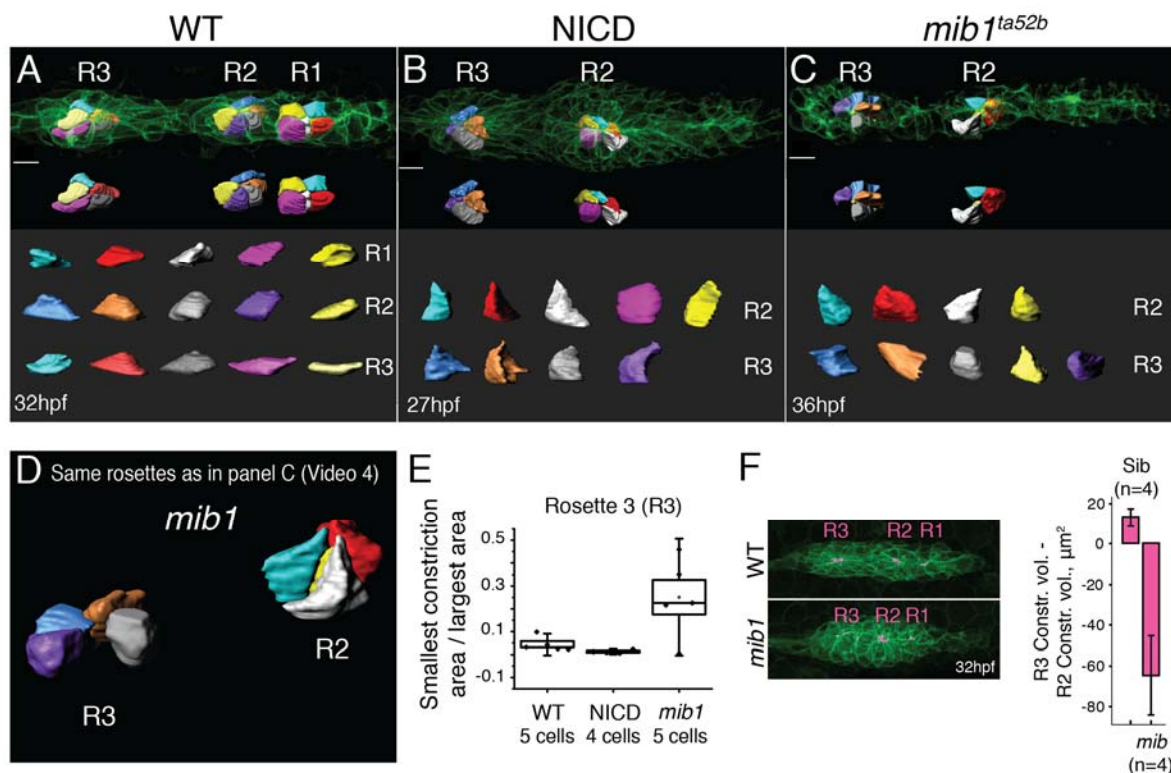 WT
NICD
mib1ta52b
A
R3
R2
R1
B
R3
R2
C
R3
R2
R1
R2
R3
32hpf
R2
R3
27hpf
R2
R3
36hpf
D
Same rosettes as in panel C (Video 4)
mib1
R3
R2
E
Rosette 3 (R3)
Smallest constriction
area / largest area
0.5
0.3
0.1
-0.1
WT
NICD
mib1
5 cells
4 cells
5 cells
F
WT
R3
R2
R1
mib1
R3
R2
R1
32hpf
Sib
(n=4)
R3 Constr. vol. -
R2 Constr. vol., µm²
20
0
-20
-40
-60
-80
mib
(n=4)